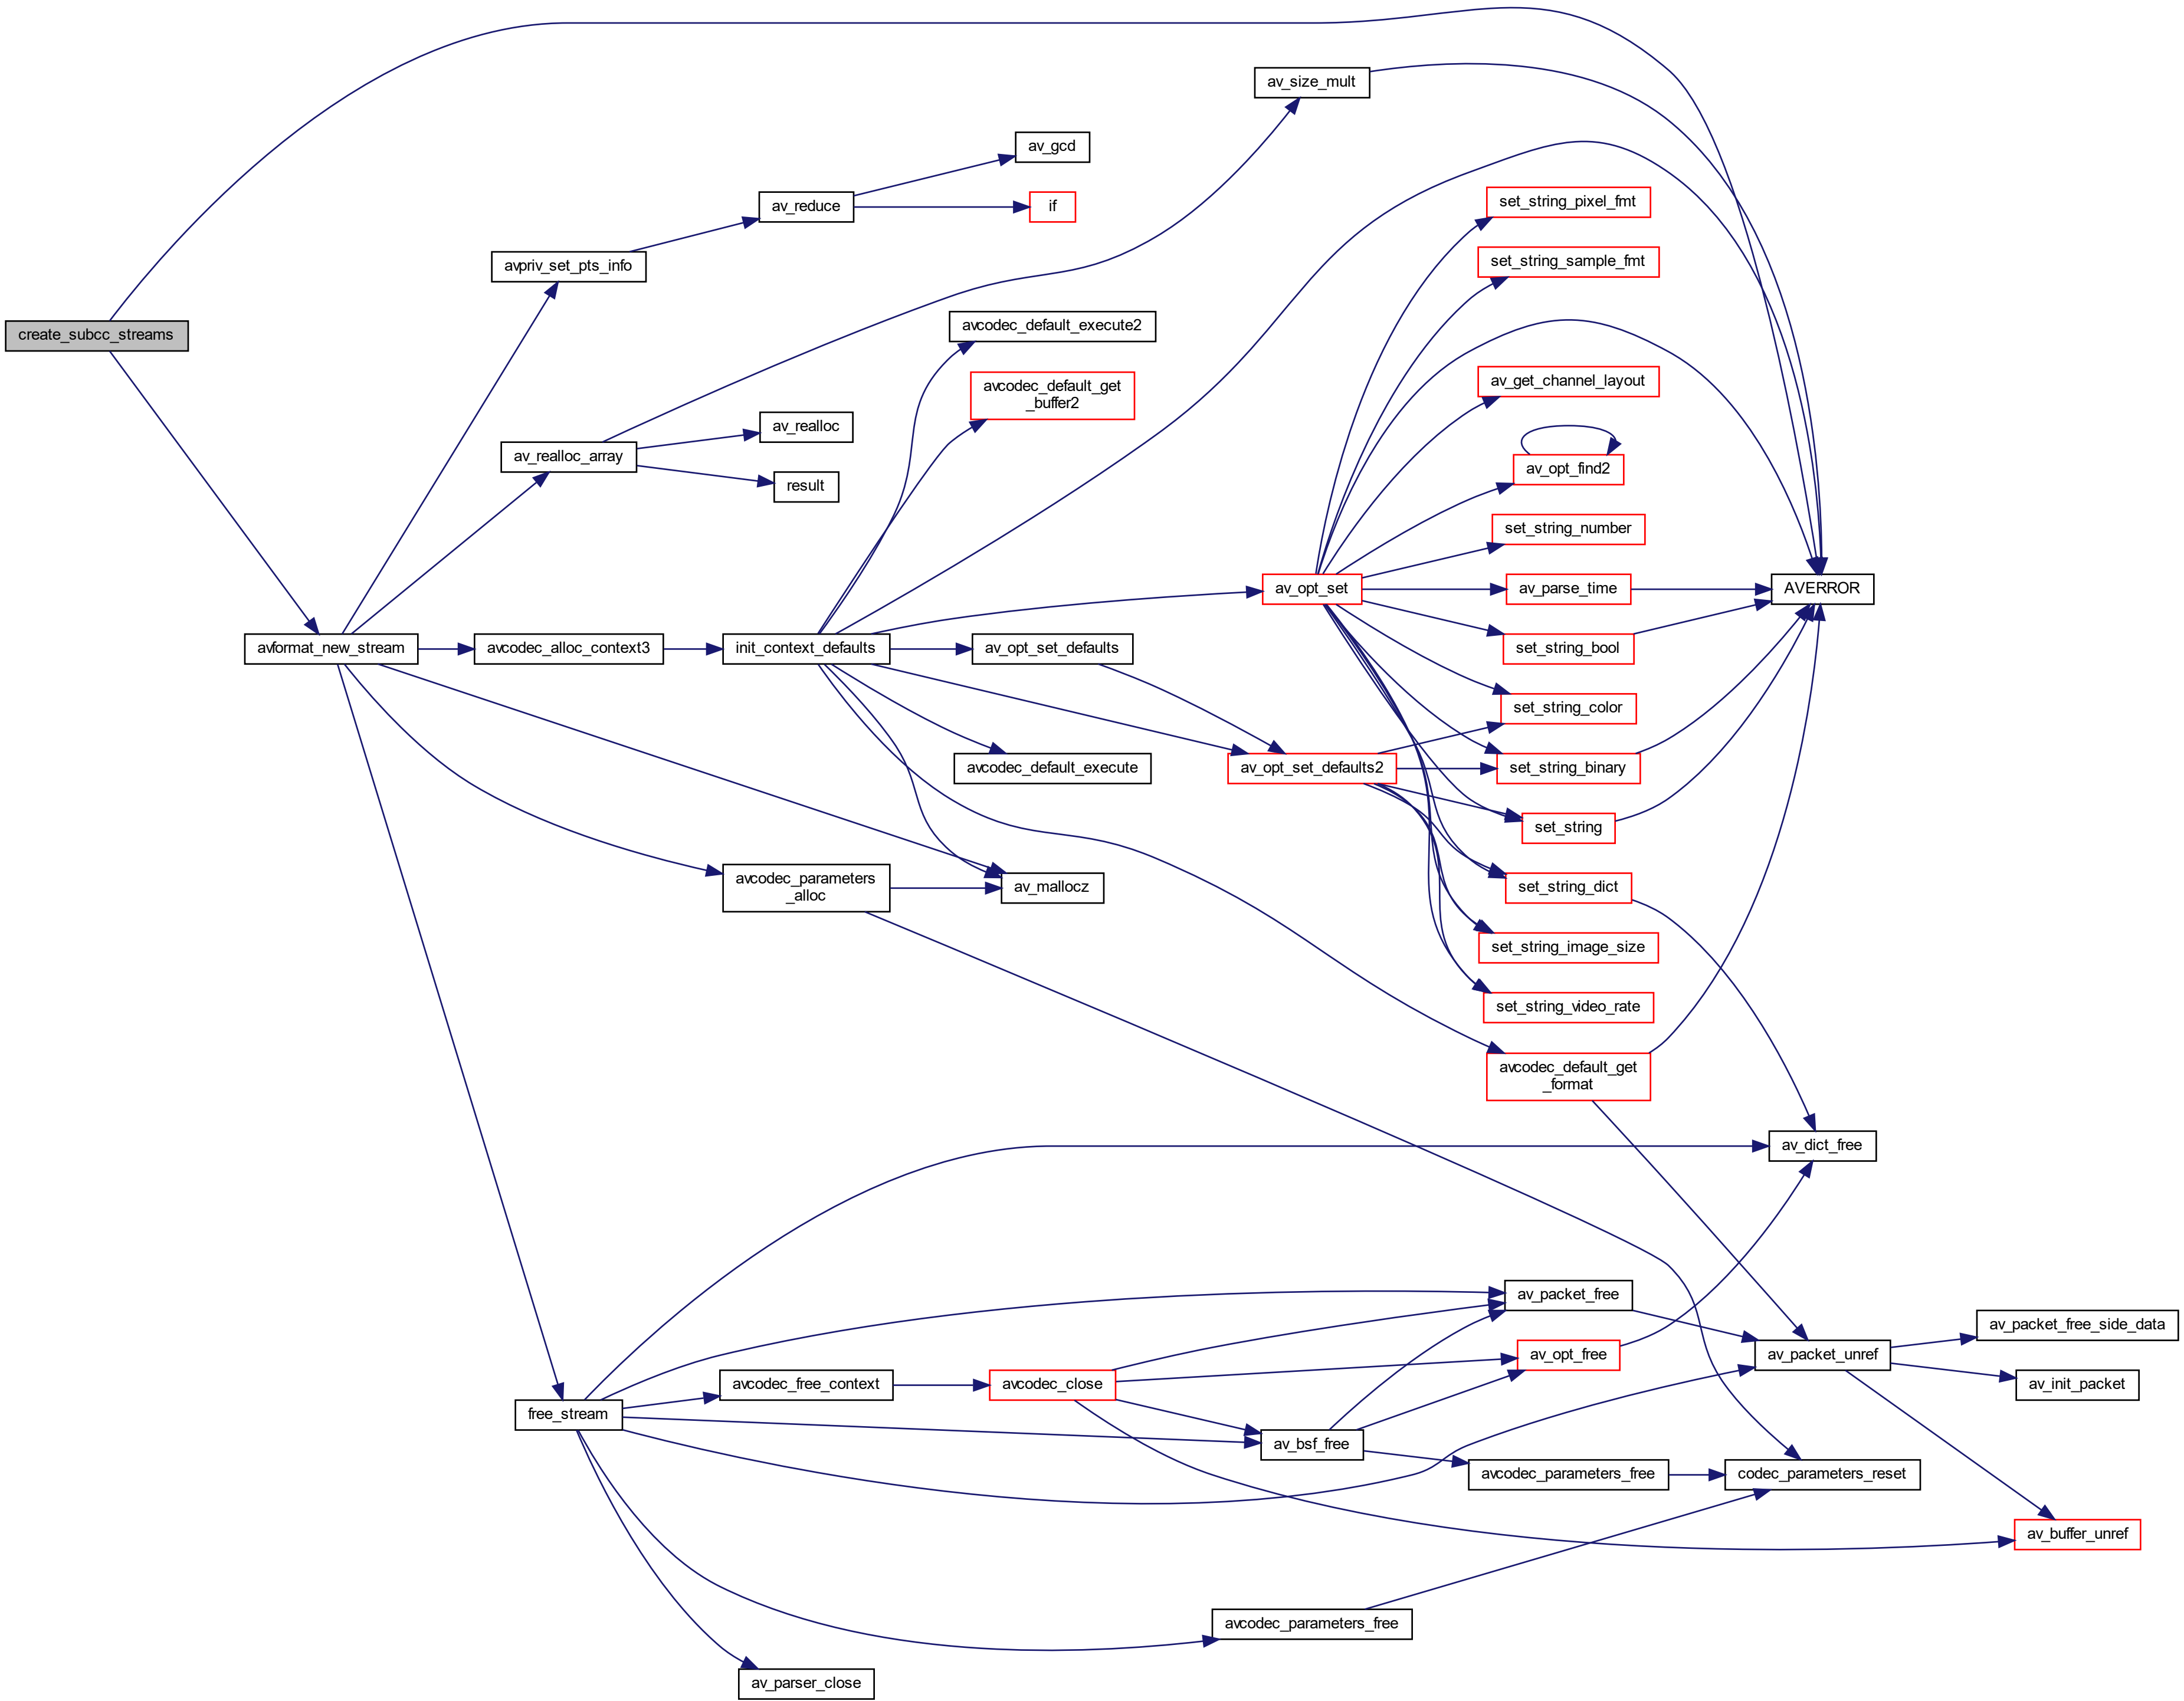 create_subcc_streams
avformat_new_stream
avpriv_set_pts_info
av_reduce
av_gcd
if
av_size_mult
av_realloc_array
av_realloc
result
avcodec_alloc_context3
init_context_defaults
avcodec_default_execute2
avcodec_default_get
_buffer2
av_opt_set_defaults
av_opt_set_defaults2
avcodec_default_execute
avcodec_parameters
_alloc
av_mallocz
av_opt_set
set_string_pixel_fmt
set_string_sample_fmt
av_get_channel_layout
av_opt_find2
set_string_number
av_parse_time
set_string_bool
set_string_color
set_string_binary
set_string
set_string_dict
set_string_image_size
set_string_video_rate
avcodec_default_get
_format
AVERROR
av_dict_free
free_stream
avcodec_free_context
avcodec_close
av_bsf_free
av_packet_free
av_opt_free
avcodec_parameters_free
av_packet_unref
codec_parameters_reset
av_packet_free_side_data
av_init_packet
av_buffer_unref
avcodec_parameters_free
av_parser_close